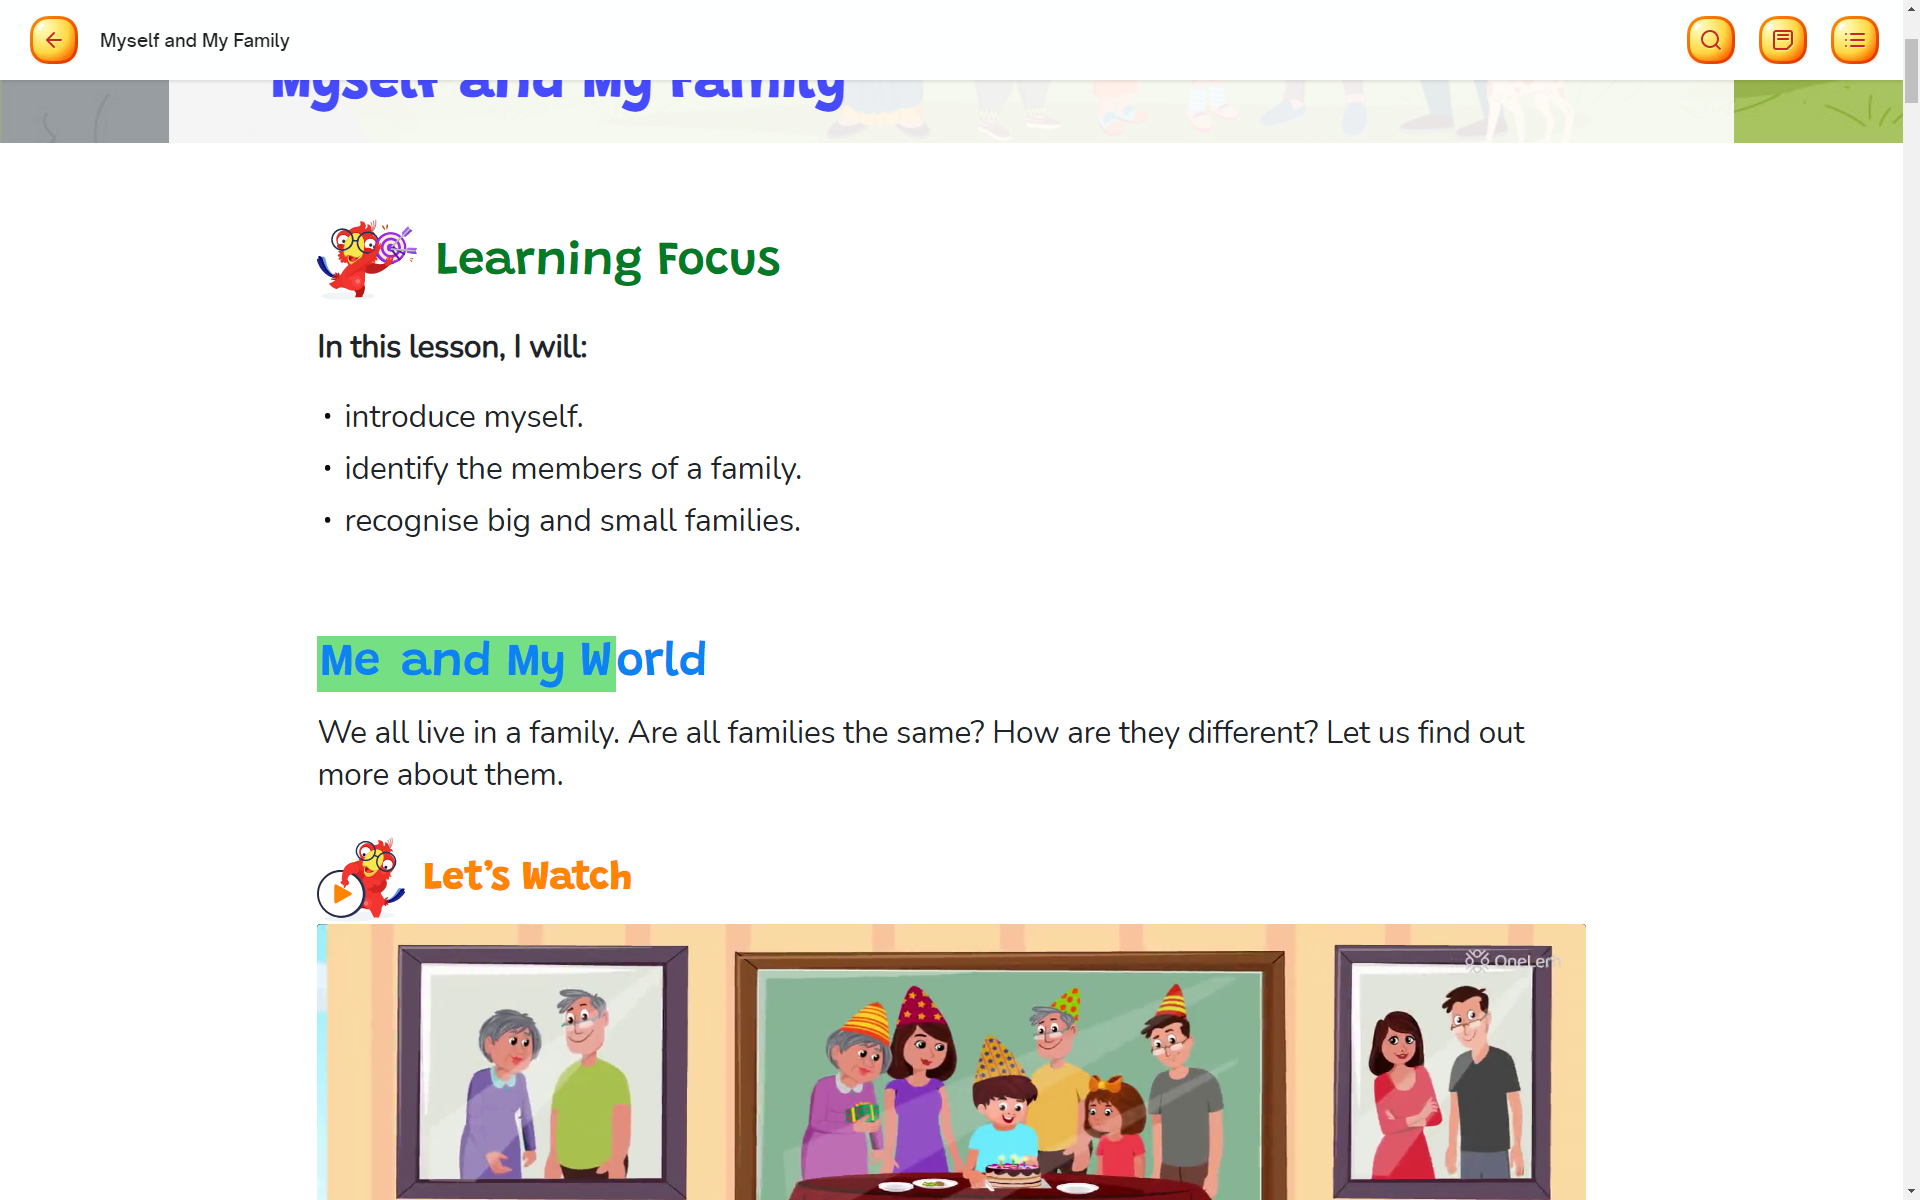 Myself and My Family
Myself and My Family
Learning Focus
In this lesson, I will:
• introduce myself.
• identify the members of a family.
• recognise big and small families.
Me and My World
We all live in a family. Are all families the same? How are they different? Let us find out
more about them.
Let's Watch
OneLern